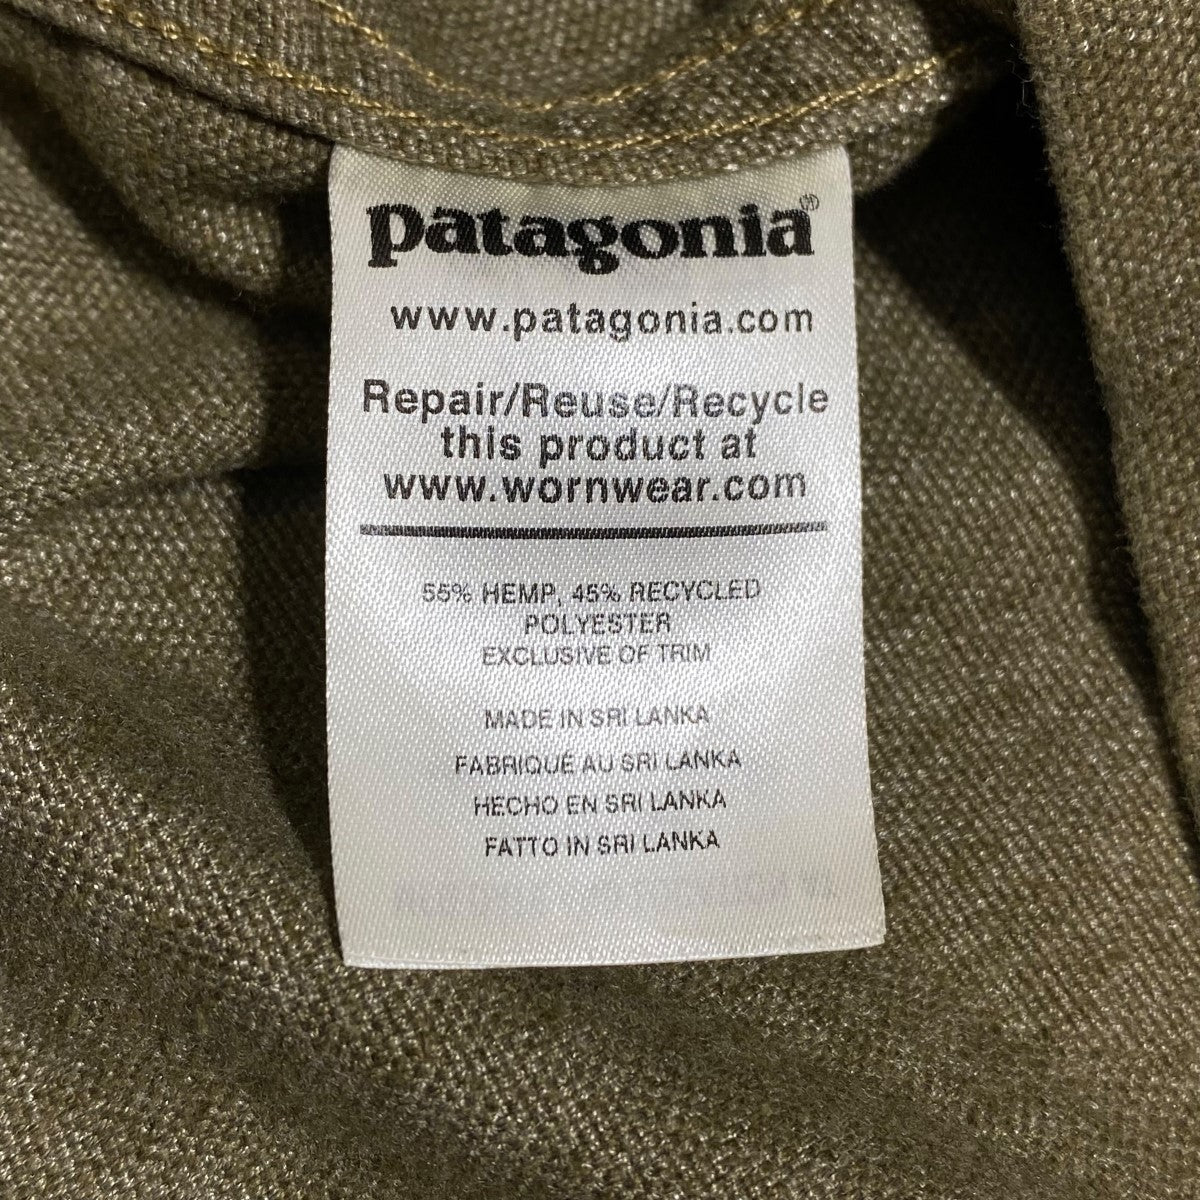 patagonia®
www.patagonia.com
Repair/Reuse/Recycle
this product at
www.wornwear.com
55% HEMP, 45% RECYCLED
POLYESTER
EXCLUSIVE OF TRIM
MADE IN SRI LANKA
FABRIQUÉ AU SRI LANKA
HECHO EN SRI LANKA
FATTO IN SRI LANKA